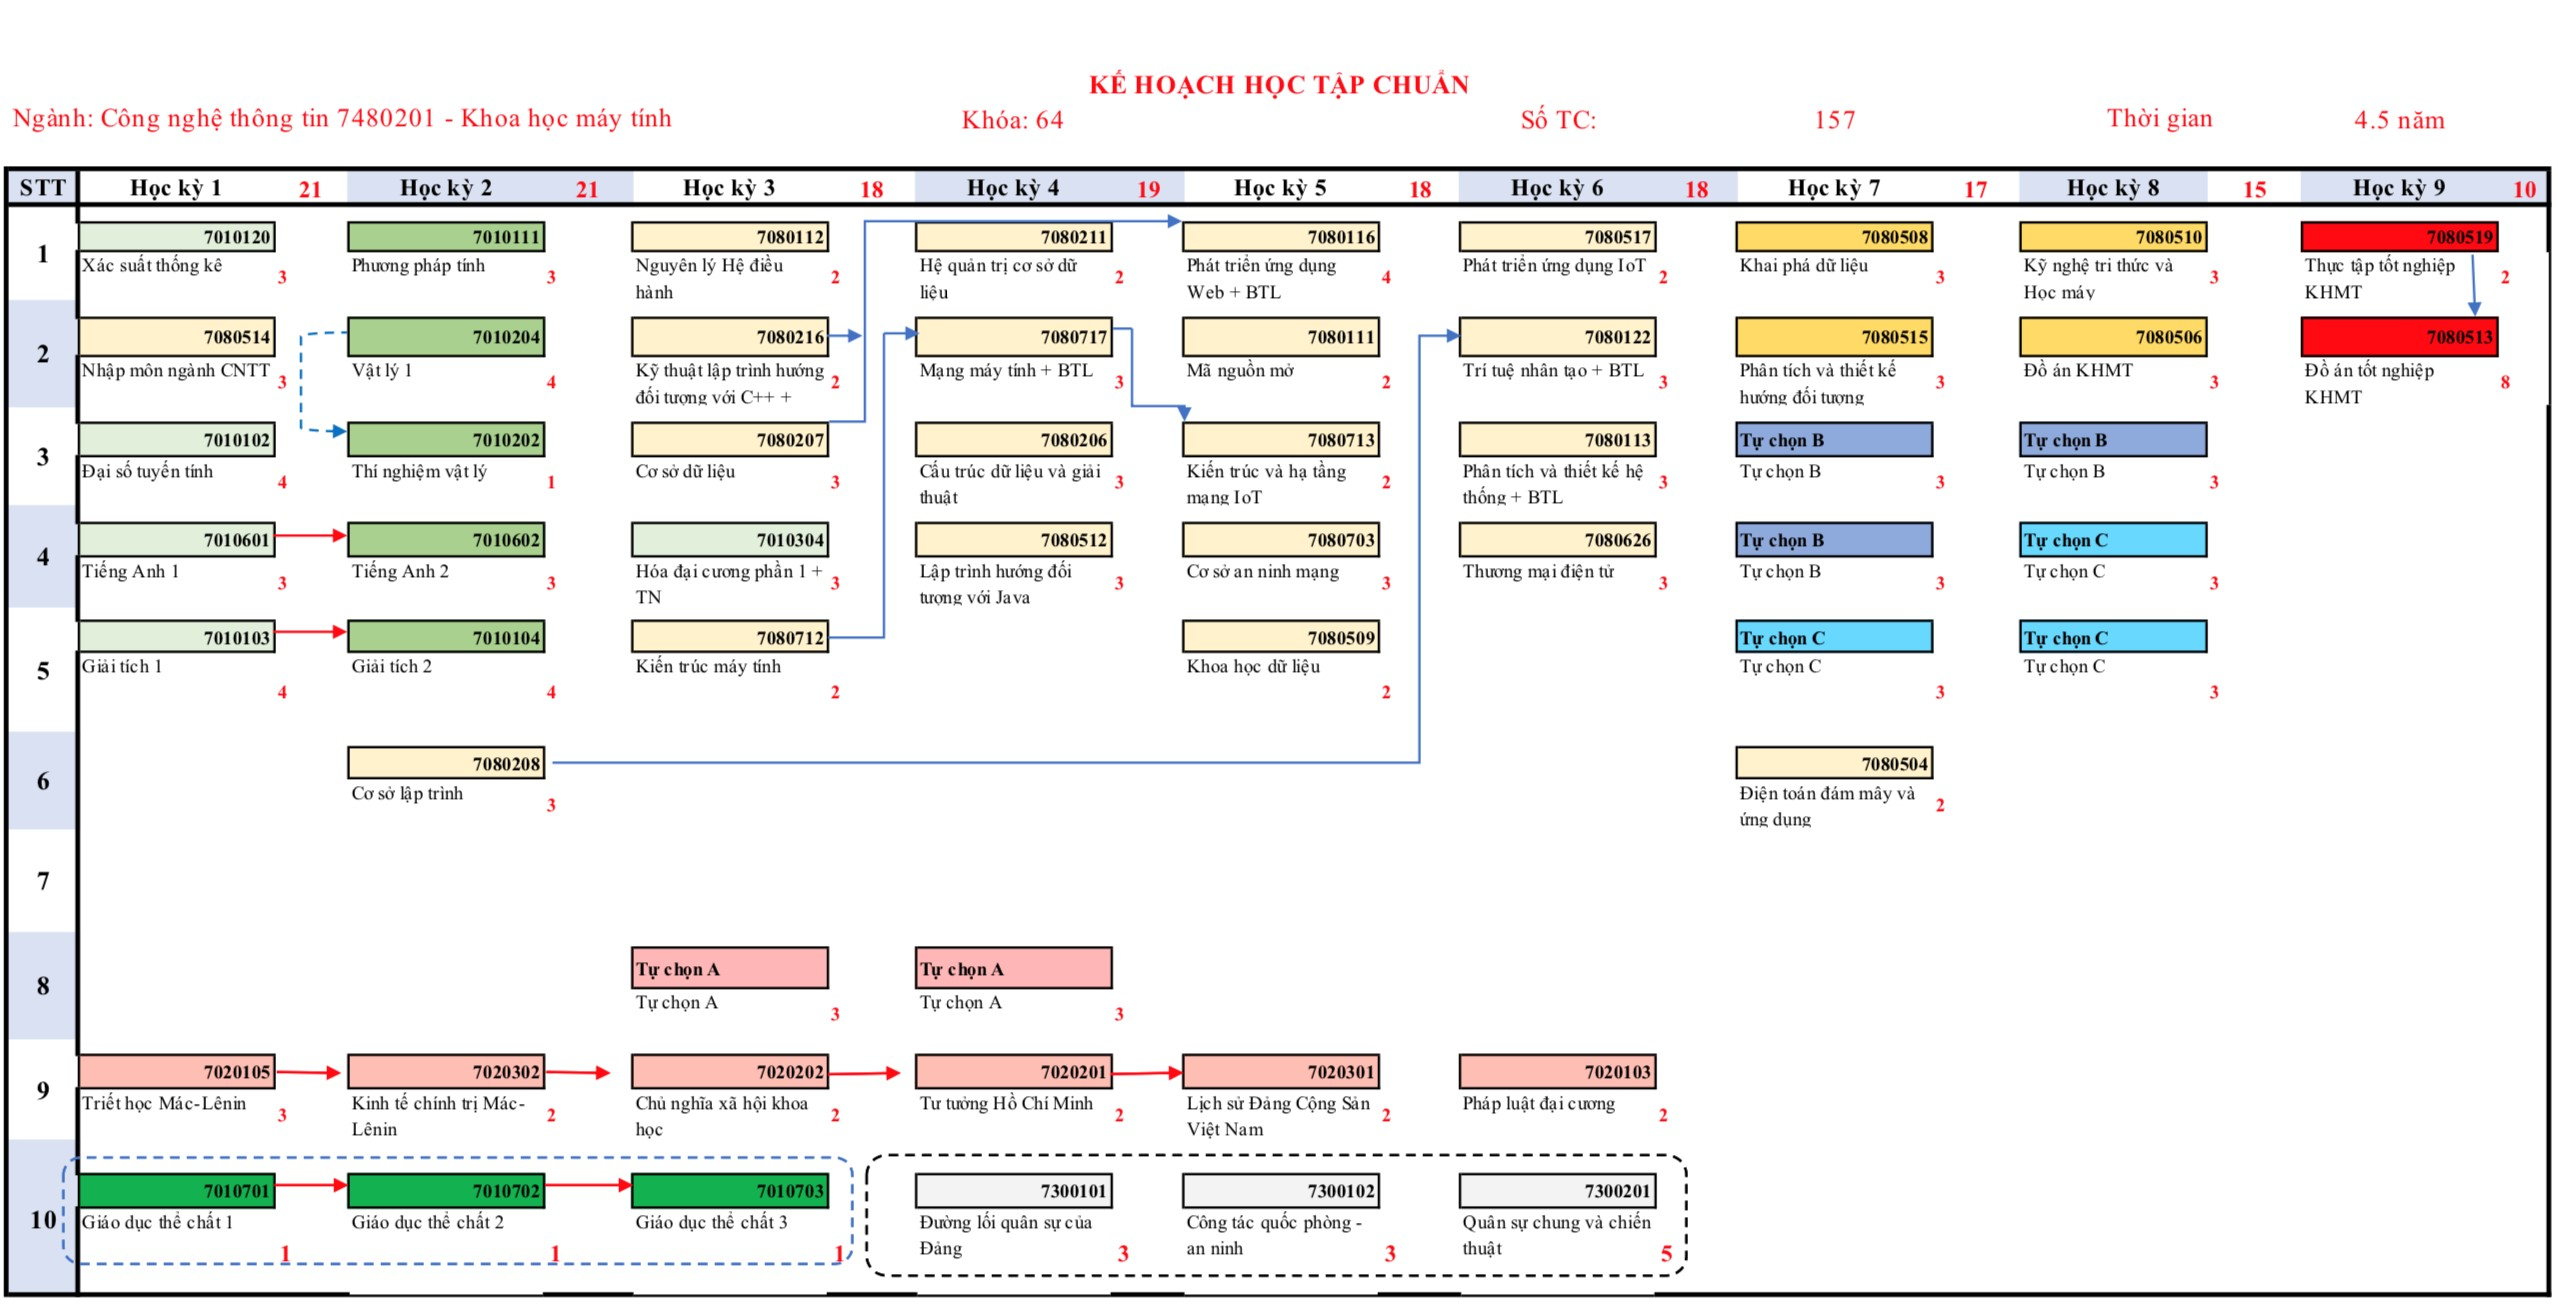 KẾ HOẠCH HỌC TẬP CHUẨN
Ngành: Công nghệ thông tin 7480201 - Khoa học máy tính Khóa: 64 Số TC: 157 Thời gian 4.5 năm
STT Học kỳ 1 21 Học kỳ 2 21 Học kỳ 3 18 Học kỳ 4 19 Học kỳ 5 18 Học kỳ 6 18 Học kỳ 7 17 Học kỳ 8 15 Học kỳ 9 10
1
7010120 7010111 7080112 7080211 7080116 7080517 7080508 7080510 7080519
Xác suất thống kê 3
Phương pháp tính 3
Nguyên lý Hệ điều
hành 2
Hệ quản trị cơ sở dữ
liệu 2
Phát triển ứng dụng
Web + BTL 4
Phát triển ứng dụng IoT 2
Khai phá dữ liệu 3
Kỹ nghệ tri thức và
Học máy 3
Thực tập tốt nghiệp
KHMT 2
2
7080514 7010204 7080216 7080717 7080111 7080122 7080515 7080506 7080513
Nhập môn ngành CNTT 3
Vật lý 1 4
Kỹ thuật lập trình hướng 2
đối tượng với C++ +
Mạng máy tính + BTL 3
Mã nguồn mở 2
Trí tuệ nhân tạo + BTL 3
Phân tích và thiết kế 3
hướng đối tượng
Đồ án KHMT 3
Đồ án tốt nghiệp 8
KHMT
3
7010102 7010202 7080207 7080206 7080713 7080113 Tự chọn B Tự chọn B
Đại số tuyến tính 4
Thí nghiệm vật lý 1
Cơ sở dữ liệu 3
Cấu trúc dữ liệu và giải 3
thuật
Kiến trúc và hạ tầng 2
mạng IoT
Phân tích và thiết kế hệ 3
thống + BTL
Tự chọn B 3
Tự chọn B 3
4
7010601 7010602 7010304 7080512 7080703 7080626 Tự chọn B Tự chọn C
Tiếng Anh 1 3
Tiếng Anh 2 3
Hóa đại cương phần 1 + 3
TN
Lập trình hướng đối 3
tượng với Java
Cơ sở an ninh mạng 3
Thương mại điện tử 3
Tự chọn B 3
Tự chọn C 3
5
7010103 7010104 7080712 7080509 Tự chọn C Tự chọn C
Giải tích 1 4
Giải tích 2 4
Kiến trúc máy tính 2
Khoa học dữ liệu 2
Tự chọn C 3
Tự chọn C 3
6
7080208 7080504
Cơ sở lập trình 3
Điện toán đám mây và 2
ứng dụng
7
8
Tự chọn A Tự chọn A
Tự chọn A 3
Tự chọn A 3
9
7020105 7020302 7020202 7020201 7020301 7020103
Triết học Mác-Lênin 3
Kinh tế chính trị Mác- 2
Lênin
Chủ nghĩa xã hội khoa 2
học
Tư tưởng Hồ Chí Minh 2
Lịch sử Đảng Cộng Sản 2
Việt Nam
Pháp luật đại cương 2
10
7010701 7010702 7010703 7300101 7300102 7300201
Giáo dục thể chất 1 1
Giáo dục thể chất 2 1
Giáo dục thể chất 3 1
Đường lối quân sự của
Đảng 3
Công tác quốc phòng -
an ninh 3
Quân sự chung và chiến
thuật 5